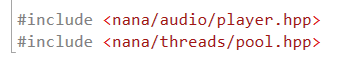 #include <nana/audio/player.hpp>
#include <nana/threads/pool.hpp>